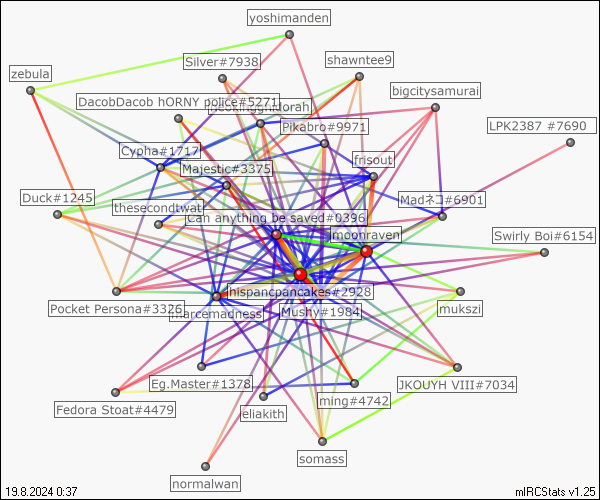 yoshimanden
Silver#7938
shawntee9
zebula
bigcitysamurai
DacobDacob hORNY police#5271
neokingghidorah
Pikabro#9971
LPK2387 #7690
Cypha#1717
Majestic#3375
frisout
Duck#1245
thesecondtwat
Madネコ#6901
Can anything be saved#0396
moonraven
Swirly Boi#6154
hispancpancakes#2928
Pocket Persona#3326
marcemadness
Mushy#1984
mukszi
Eg.Master#1378
JKOUYH VIII#7034
Fedora Stoat#4479
eliakith
ming#4742
somass
normalwan
19.8.2024 0:37
mIRCStats v1.25